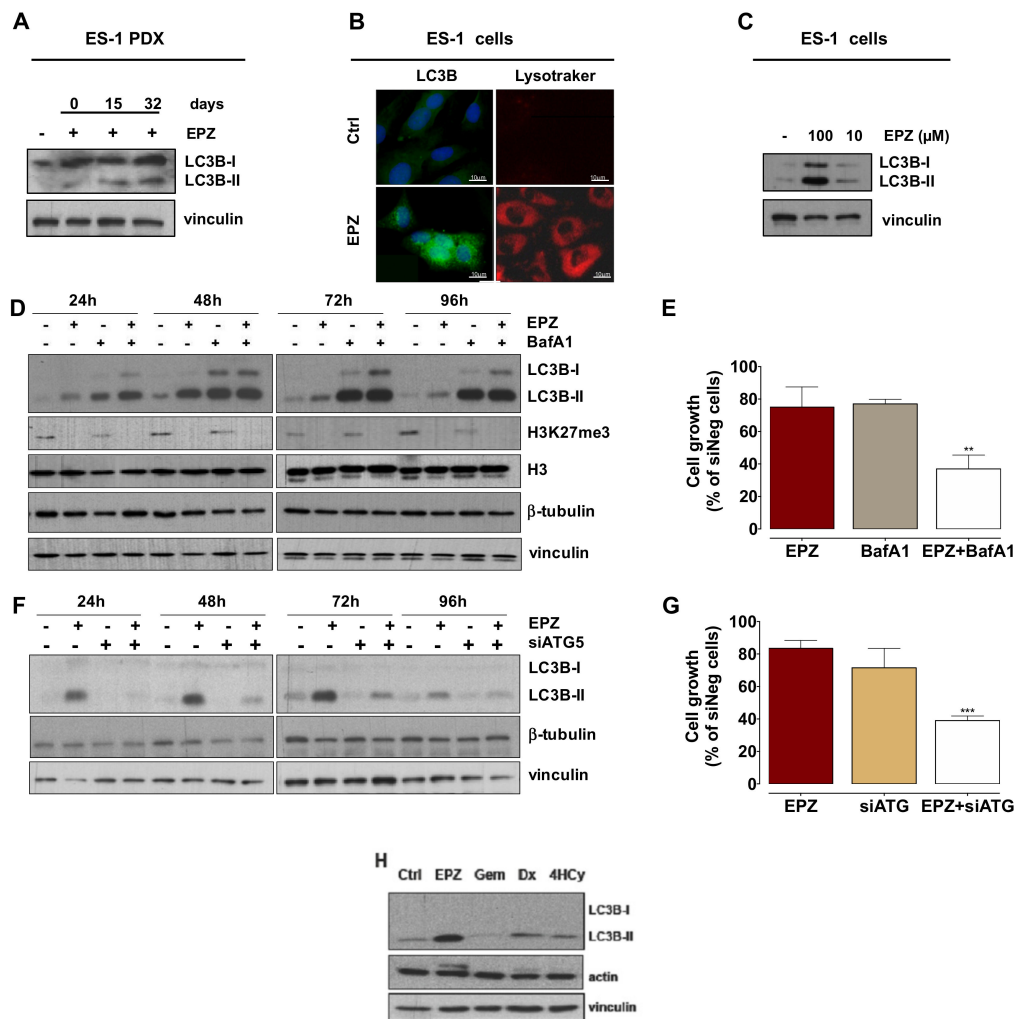 A
ES-1 PDX
0 15 32 days
- + + + EPZ
LC3B-I
LC3B-II
vinculin
B
ES-1 cells
LC3B Lysotraker
Ctrl
10µm 10µm
EPZ
10µm 10µm
C
ES-1 cells
- 100 10 EPZ (µM)
LC3B-I
LC3B-II
vinculin
D
24h 48h 72h 96h
- + - + - + - + - + - + - + - + EPZ
- - + + - - + + - - + + - - + + BafA1
LC3B-I
LC3B-II
H3K27me3
H3
β-tubulin
vinculin
E
Cell growth
(% of siNeg cells)
100
80
60
40
20
0
**
EPZ BafA1 EPZ+BafA1
F
24h 48h 72h 96h
- + - + - + - + - + - + - + - + EPZ
- - + + - - + + - - + + - - + + siATG5
LC3B-I
LC3B-II
β-tubulin
vinculin
G
Cell growth
(% of siNeg cells)
100
80
60
40
20
0
***
EPZ siATG EPZ+siATG
H
Ctrl EPZ Gem Dx 4HCy
LC3B-I
LC3B-II
actin
vinculin